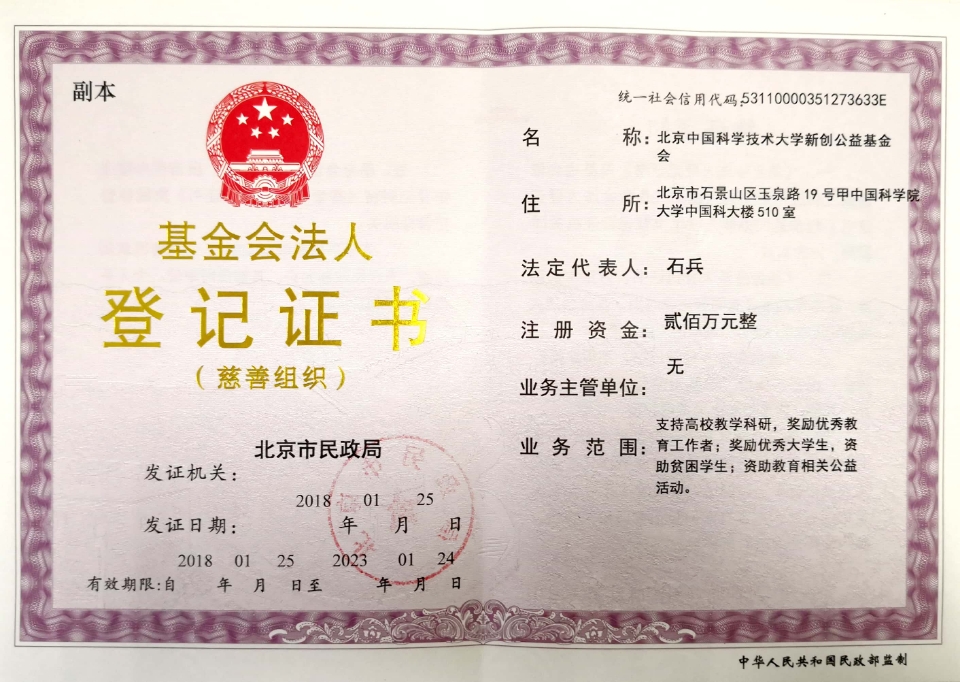 副本
基金会法人
登记证书
（慈善组织）
北京市民政局
发证机关：
2018 01 25
发证日期： 年 月 日
2018 01 25 2023 01 24
有效期限:自 年 月 日至 年 月 日
统一社会信用代码:53110000351273633E
名称：北京中国科学技术大学新创公益基金
会
住所：北京市石景山区玉泉路19号甲中国科学院
大学中国科大楼510室
法定代表人：石兵
注册资金：贰佰万元整
无
业务主管单位：
业务范围：支持高校教学科研，奖励优秀教
育工作者；奖励优秀大学生，资
助贫困学生；资助教育相关公益
活动。
中华人民共和国民政部监制